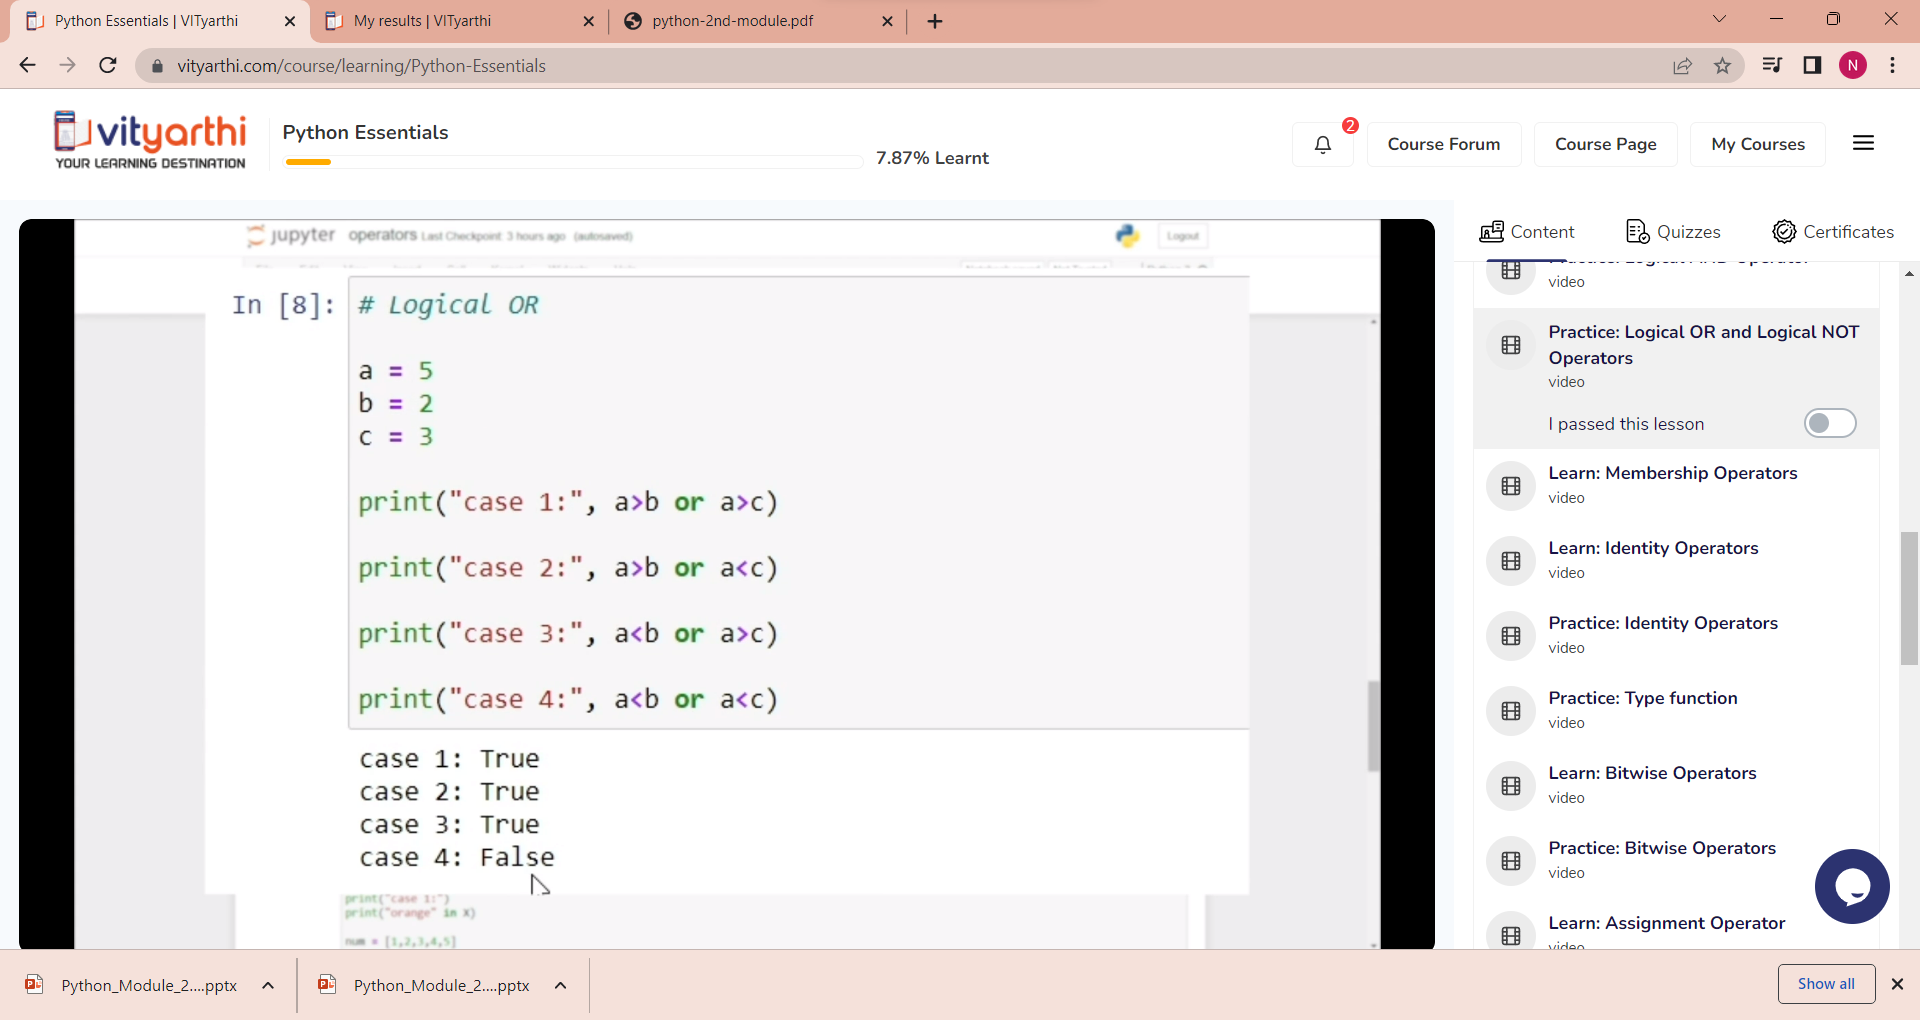 Python Essentials | VITyarthi
My results | VITyarthi
python-2nd-module.pdf
vityarthi.com/course/learning/Python-Essentials
N
vityarthi
YOUR LEARNING DESTINATION
Python Essentials
7.87% Learnt
2
Course Forum
Course Page
My Courses
jupyter operators Last Checkpoint: 3 hours ago (autosaved)
Logout
In [8]:
# Logical OR
a = 5
b = 2
c = 3
print("case 1:", a>b or a>c)
print("case 2:", a>b or a<c)
print("case 3:", a<b or a>c)
print("case 4:", a<b or a<c)
case 1: True
case 2: True
case 3: True
case 4: False
print("case 1:")
print("orange" in X)
num = [1,2,3,4,5]
Content
Quizzes
Certificates
Practice: Logical AND Operator
video
Practice: Logical OR and Logical NOT
Operators
video
I passed this lesson
Learn: Membership Operators
video
Learn: Identity Operators
video
Practice: Identity Operators
video
Practice: Type function
video
Learn: Bitwise Operators
video
Practice: Bitwise Operators
video
Learn: Assignment Operator
video
Python_Module_2....pptx
Python_Module_2....pptx
Show all